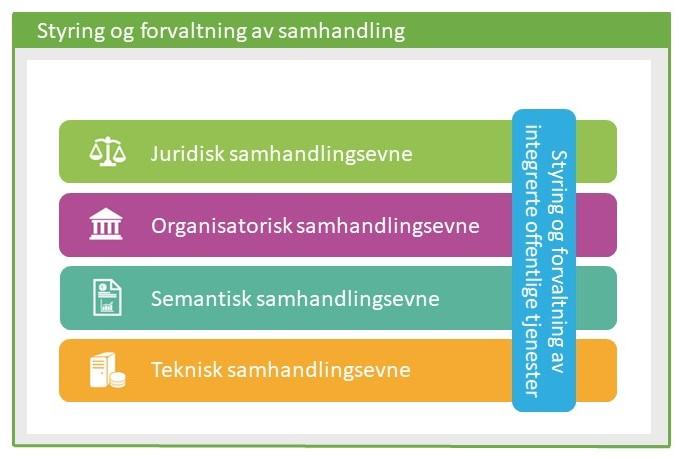 Styring og forvaltning av samhandling
Juridisk samhandlingsevne
Organisatorisk samhandlingsevne
Semantisk samhandlingsevne
Teknisk samhandlingsevne
Styring og forvaltning av
integrerte offentlige tjenester